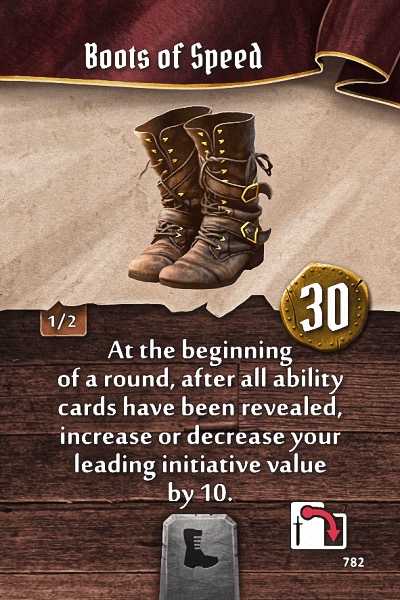 Boots of Speed
30
1/2
At the beginning
of a round, after all ability
cards have been revealed,
increase or decrease your
leading initiative value
by 10.
782